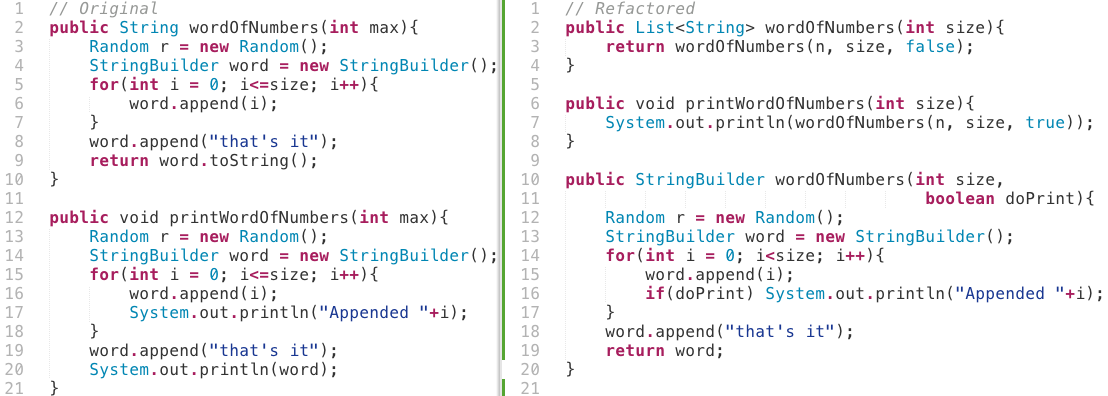 1 // Original
2 public String wordOfNumbers(int max){
3     Random r = new Random();
4     StringBuilder word = new StringBuilder();
5     for(int i = 0; i<=size; i++){
6         word.append(i);
7     }
8     word.append("that's it");
9     return word.toString();
10 }
11
12 public void printWordOfNumbers(int max){
13     Random r = new Random();
14     StringBuilder word = new StringBuilder();
15     for(int i = 0; i<=size; i++){
16         word.append(i);
17         System.out.println("Appended "+i);
18     }
19     word.append("that's it");
20     System.out.println(word);
21 }
1 // Refactored
2 public List<String> wordOfNumbers(int size){
3     return wordOfNumbers(n, size, false);
4 }
5
6 public void printWordOfNumbers(int size){
7     System.out.println(wordOfNumbers(n, size, true));
8 }
9
10 public StringBuilder wordOfNumbers(int size,
11                                     boolean doPrint){
12     Random r = new Random();
13     StringBuilder word = new StringBuilder();
14     for(int i = 0; i<size; i++){
15         word.append(i);
16         if(doPrint) System.out.println("Appended "+i);
17     }
18     word.append("that's it");
19     return word;
20 }
21